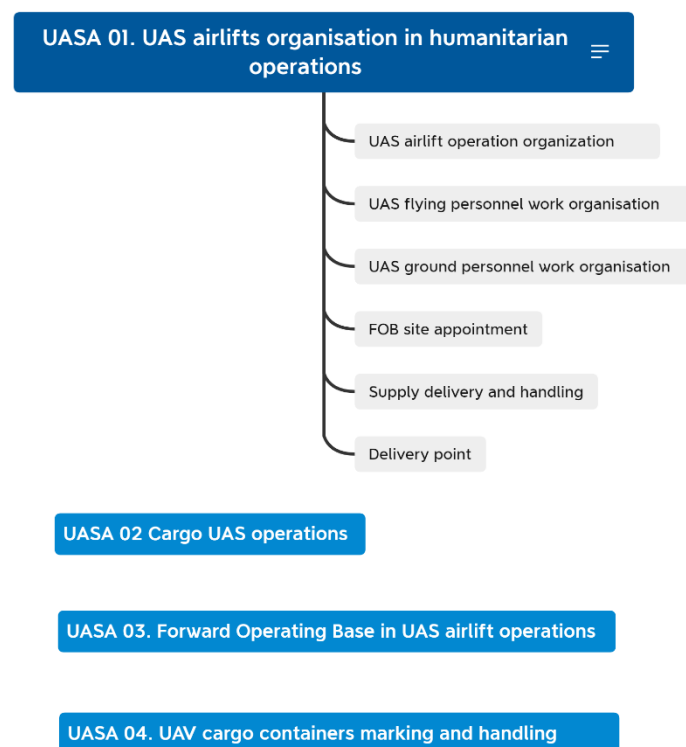 UASA 01. UAS airlifts organisation in humanitarian
operations
UAS airlift operation organization
UAS flying personnel work organisation
UAS ground personnel work organisation
FOB site appointment
Supply delivery and handling
Delivery point
UASA 02 Cargo UAS operations
UASA 03. Forward Operating Base in UAS airlift operations
UASA 04. UAV cargo containers marking and handling